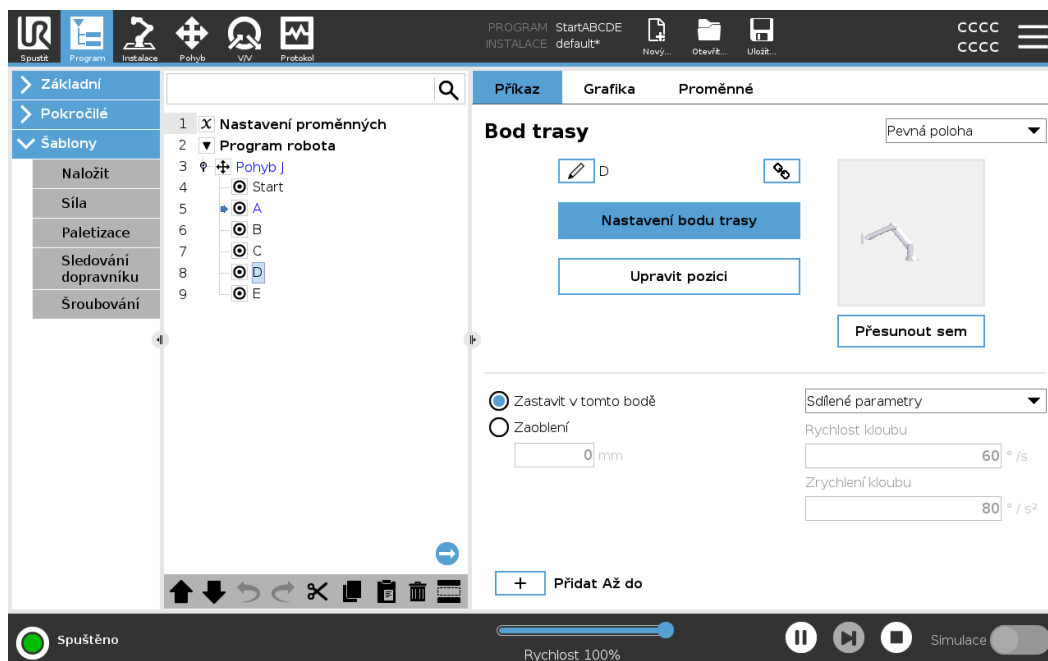 UR
Spustit
Program
Instalace
Pohyb
V/V
Protokol
PROGRAM StartABCDE
INSTALACE default*
Nový...
Otevřít...
Uložit...
CCCC
CCCC
Základní
Pokročilé
Šablony
Naložit
Síla
Paletizace
Sledování
dopravníku
Šroubování
1 X Nastavení proměnných
2 Program robota
3 Pohyb J
4 Start
5 A
6 B
7 C
8 D
9 E
Příkaz Grafika Proměnné
Bod trasy
Pevná poloha
D
Nastavení bodu trasy
Upravit pozici
Přesunout sem
Zastavit v tomto bodě
Zaoblení
0 mm
Sdílené parametry
Rychlost kloubu
60 ° /s
Zrychlení kloubu
80 ° / s²
+ Přidat Až do
Spuštěno
Rychlost 100%
Simulace